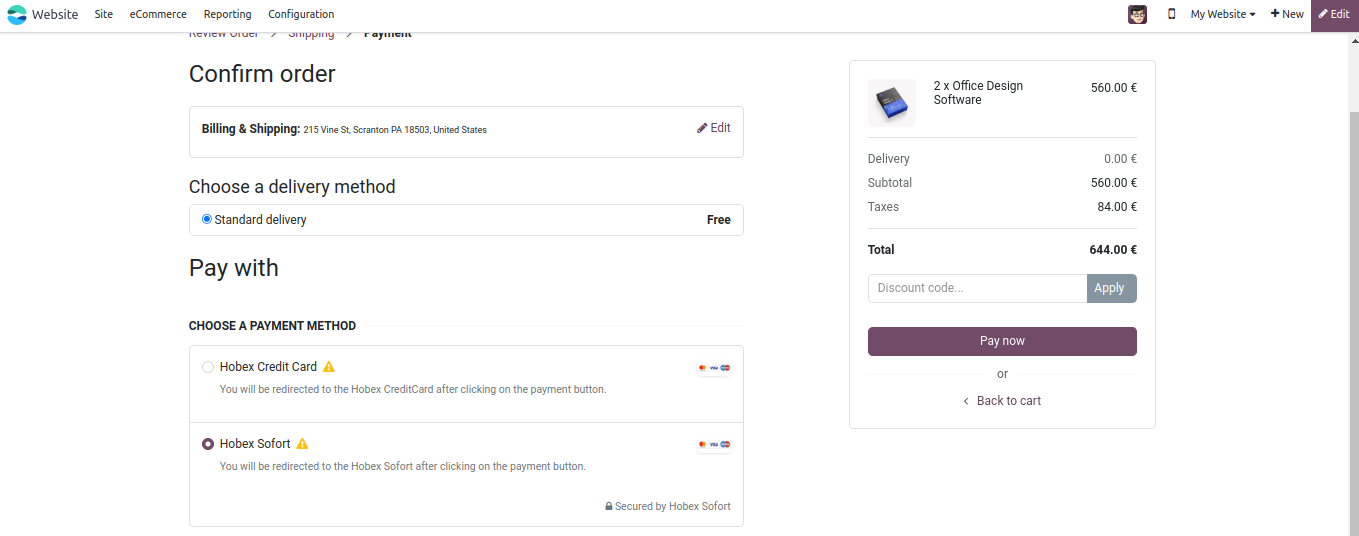 Website Site eCommerce Reporting Configuration My Website New Edit
Review Order Shipping Payment
Confirm order
Billing & Shipping: 215 Vine St, Scranton PA 18503, United States Edit
Choose a delivery method
Standard delivery Free
Pay with
CHOOSE A PAYMENT METHOD
Hobex Credit Card
You will be redirected to the Hobex CreditCard after clicking on the payment button.
Hobex Sofort
You will be redirected to the Hobex Sofort after clicking on the payment button.
Secured by Hobex Sofort
2 x Office Design 560.00 €
Software
Delivery 0.00 €
Subtotal 560.00 €
Taxes 84.00 €
Total 644.00 €
Discount code... Apply
Pay now
or
Back to cart